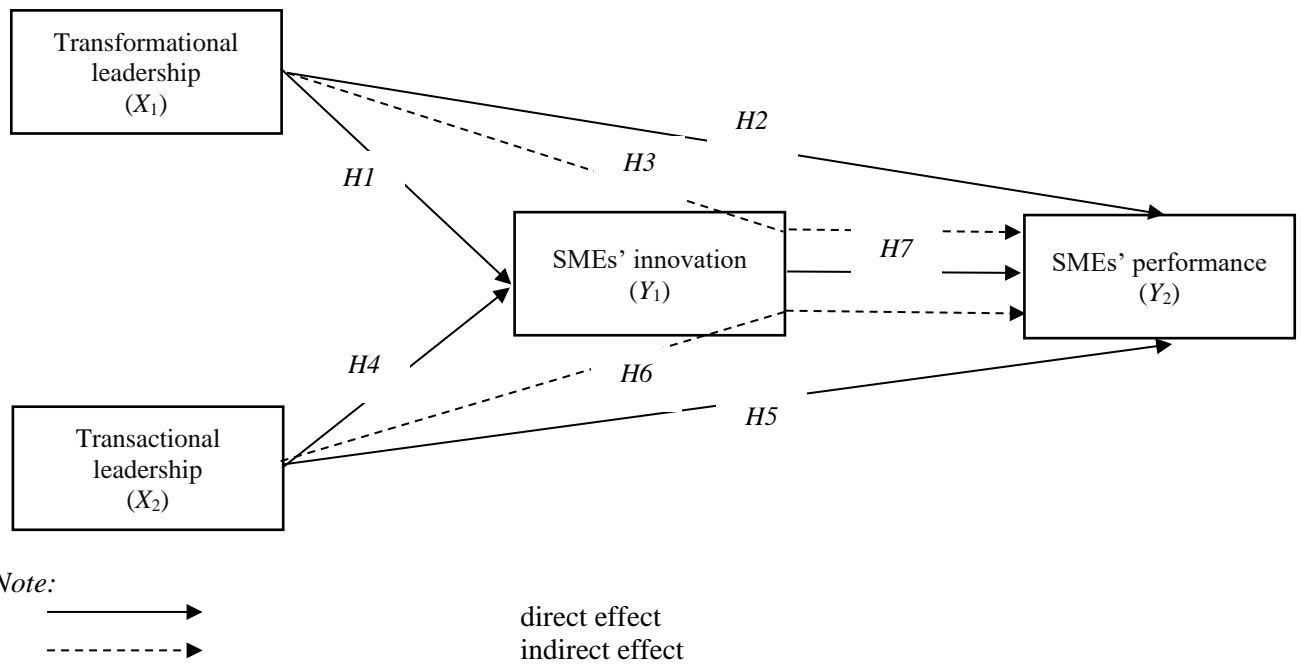 Transformational
leadership
(X₁)
H2
H3
H1
SMEs’ innovation
(Y₁)
H7
SMEs’ performance
(Y₂)
H4
H6
H5
Transactional
leadership
(X₂)
Note:
direct effect
indirect effect